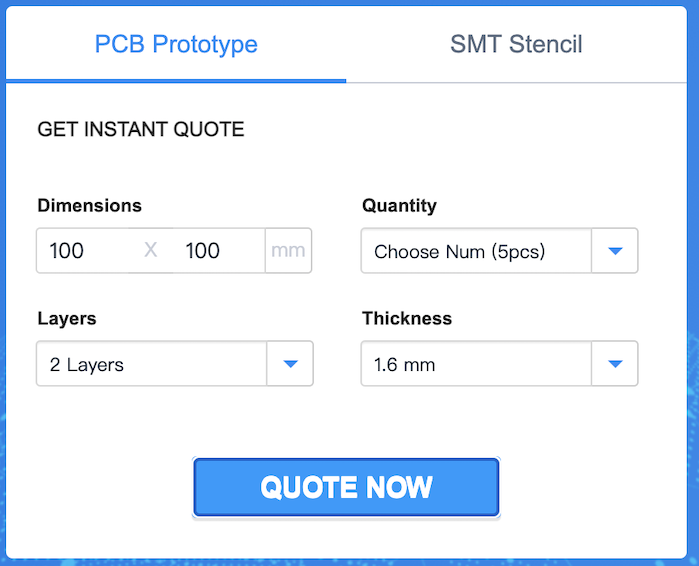 PCB Prototype SMT Stencil
GET INSTANT QUOTE
Dimensions Quantity
100 X 100 mm Choose Num (5pcs)
Layers Thickness
2 Layers 1.6 mm
QUOTE NOW